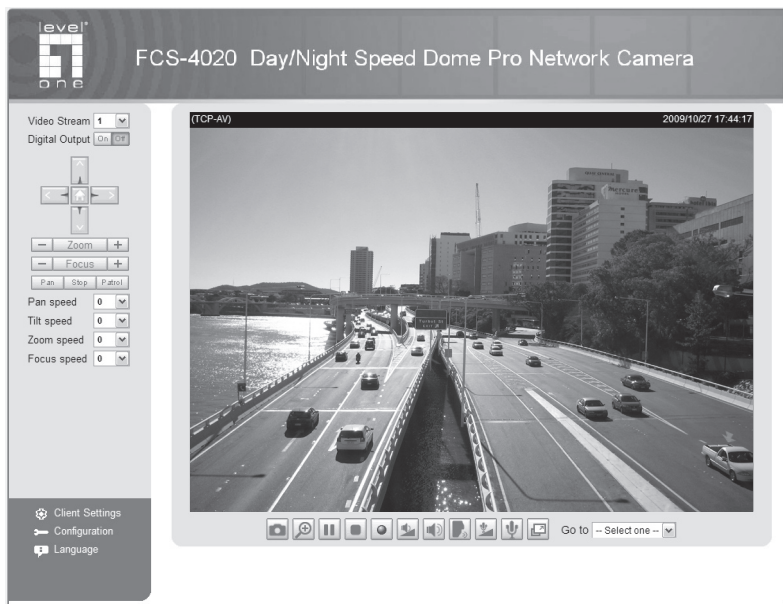 level
one
FCS-4020 Day/Night Speed Dome Pro Network Camera
Video Stream 1
Digital Output On Off
Zoom
Focus
Pan Stop Patrol
Pan speed 0
Tilt speed 0
Zoom speed 0
Focus speed 0
Client Settings
Configuration
Language
(TCP-AV) 2009/10/27 17:44:17
mercure
Go to -- Select one --